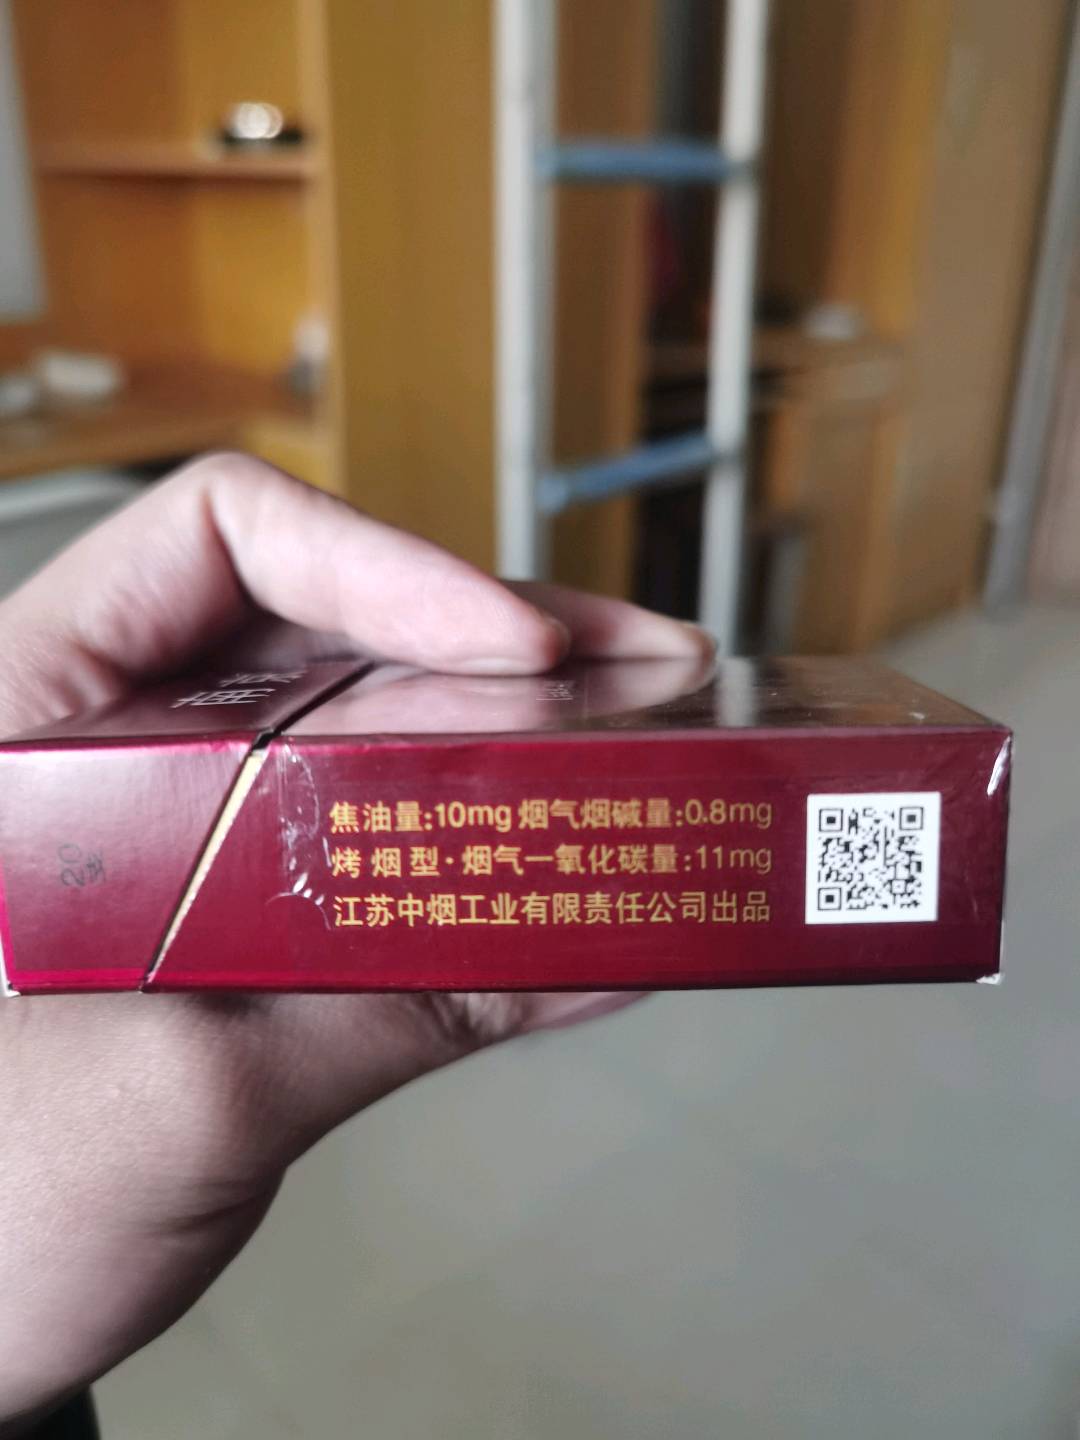 南京
焦油量:10mg 烟气烟碱量:0.8mg
烤烟型·烟气一氧化碳量:11mg
江苏中烟工业有限责任公司出品
20支